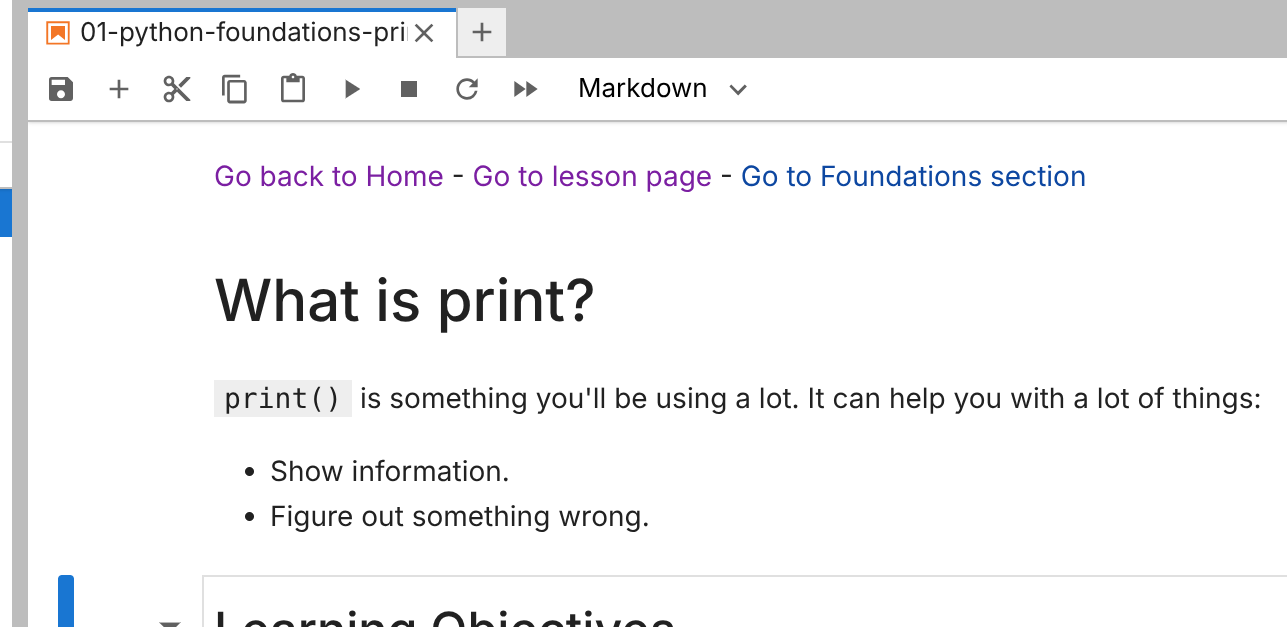 01-python-foundations-pri
Markdown
Go back to Home - Go to lesson page - Go to Foundations section
What is print?
print() is something you'll be using a lot. It can help you with a lot of things:
• Show information.
• Figure out something wrong.
Learning Objectives